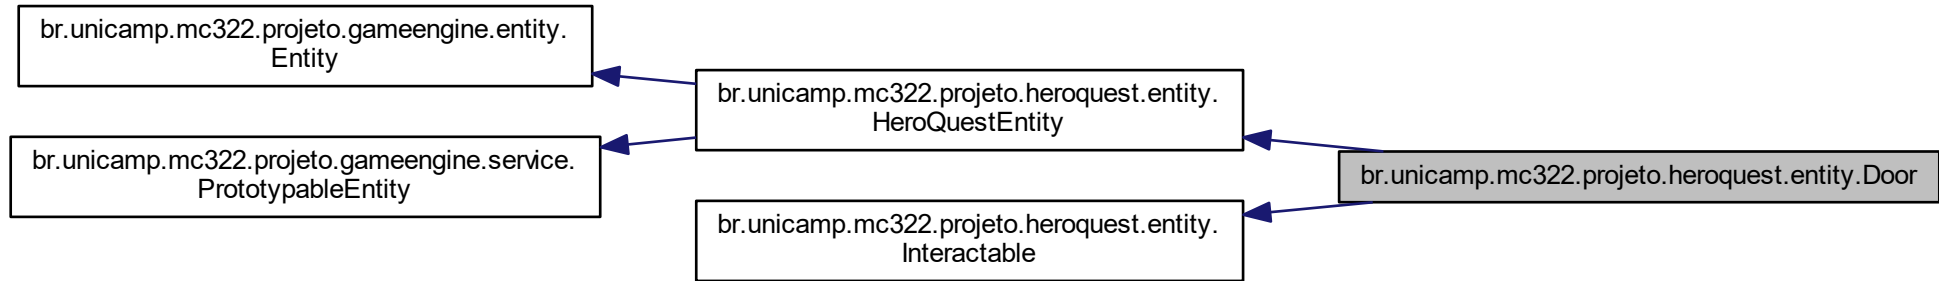 br.unicamp.mc322.projeto.gameengine.entity.
Entity
br.unicamp.mc322.projeto.gameengine.service.
PrototypableEntity
br.unicamp.mc322.projeto.heroquest.entity.
HeroQuestEntity
br.unicamp.mc322.projeto.heroquest.entity.
Interactable
br.unicamp.mc322.projeto.heroquest.entity.Door